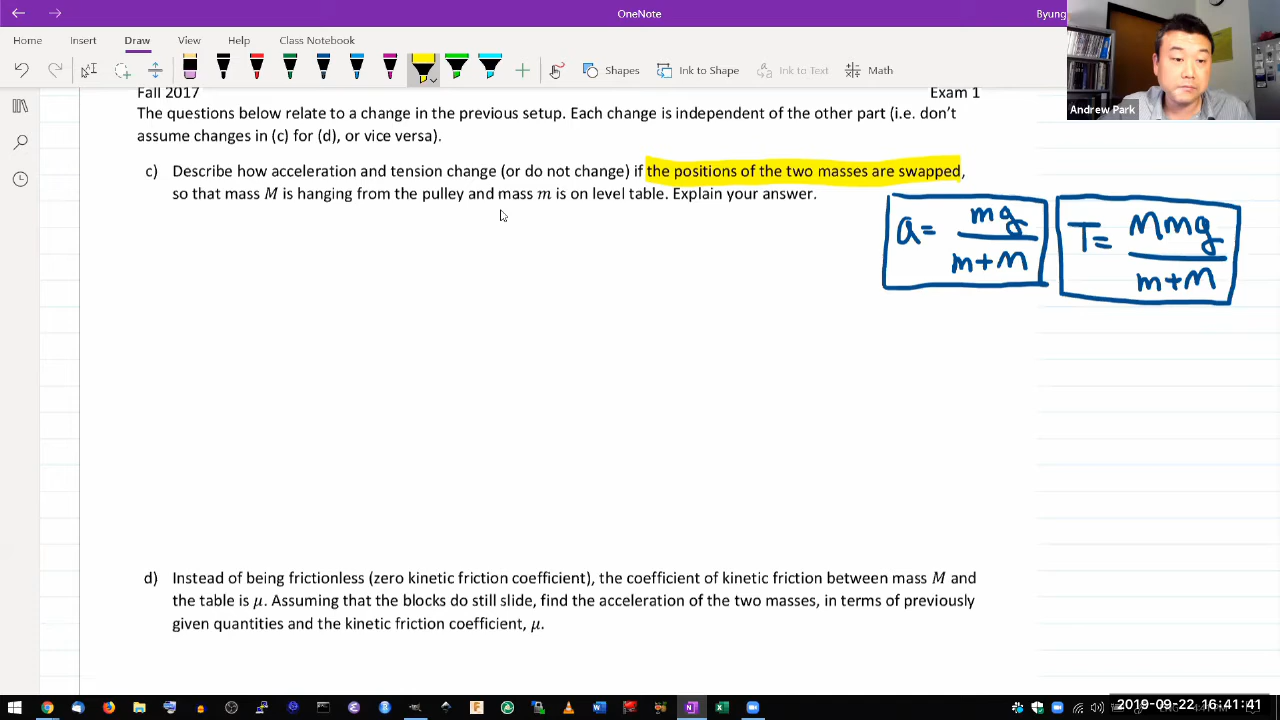 OneNote
Byung
Home Insert Draw View Help Class Notebook
Shapes Ink to Shape Ink to Text Math
Andrew Park
Fall 2017 Exam 1
The questions below relate to a change in the previous setup. Each change is independent of the other part (i.e. don't
assume changes in (c) for (d), or vice versa).
c) Describe how acceleration and tension change (or do not change) if the positions of the two masses are swapped,
so that mass M is hanging from the pulley and mass m is on level table. Explain your answer.
a = mg / m+M
T = Mmg / m+M
d) Instead of being frictionless (zero kinetic friction coefficient), the coefficient of kinetic friction between mass M and
the table is μ. Assuming that the blocks do still slide, find the acceleration of the two masses, in terms of previously
given quantities and the kinetic friction coefficient, μ.
2019-09-22 16:41:41